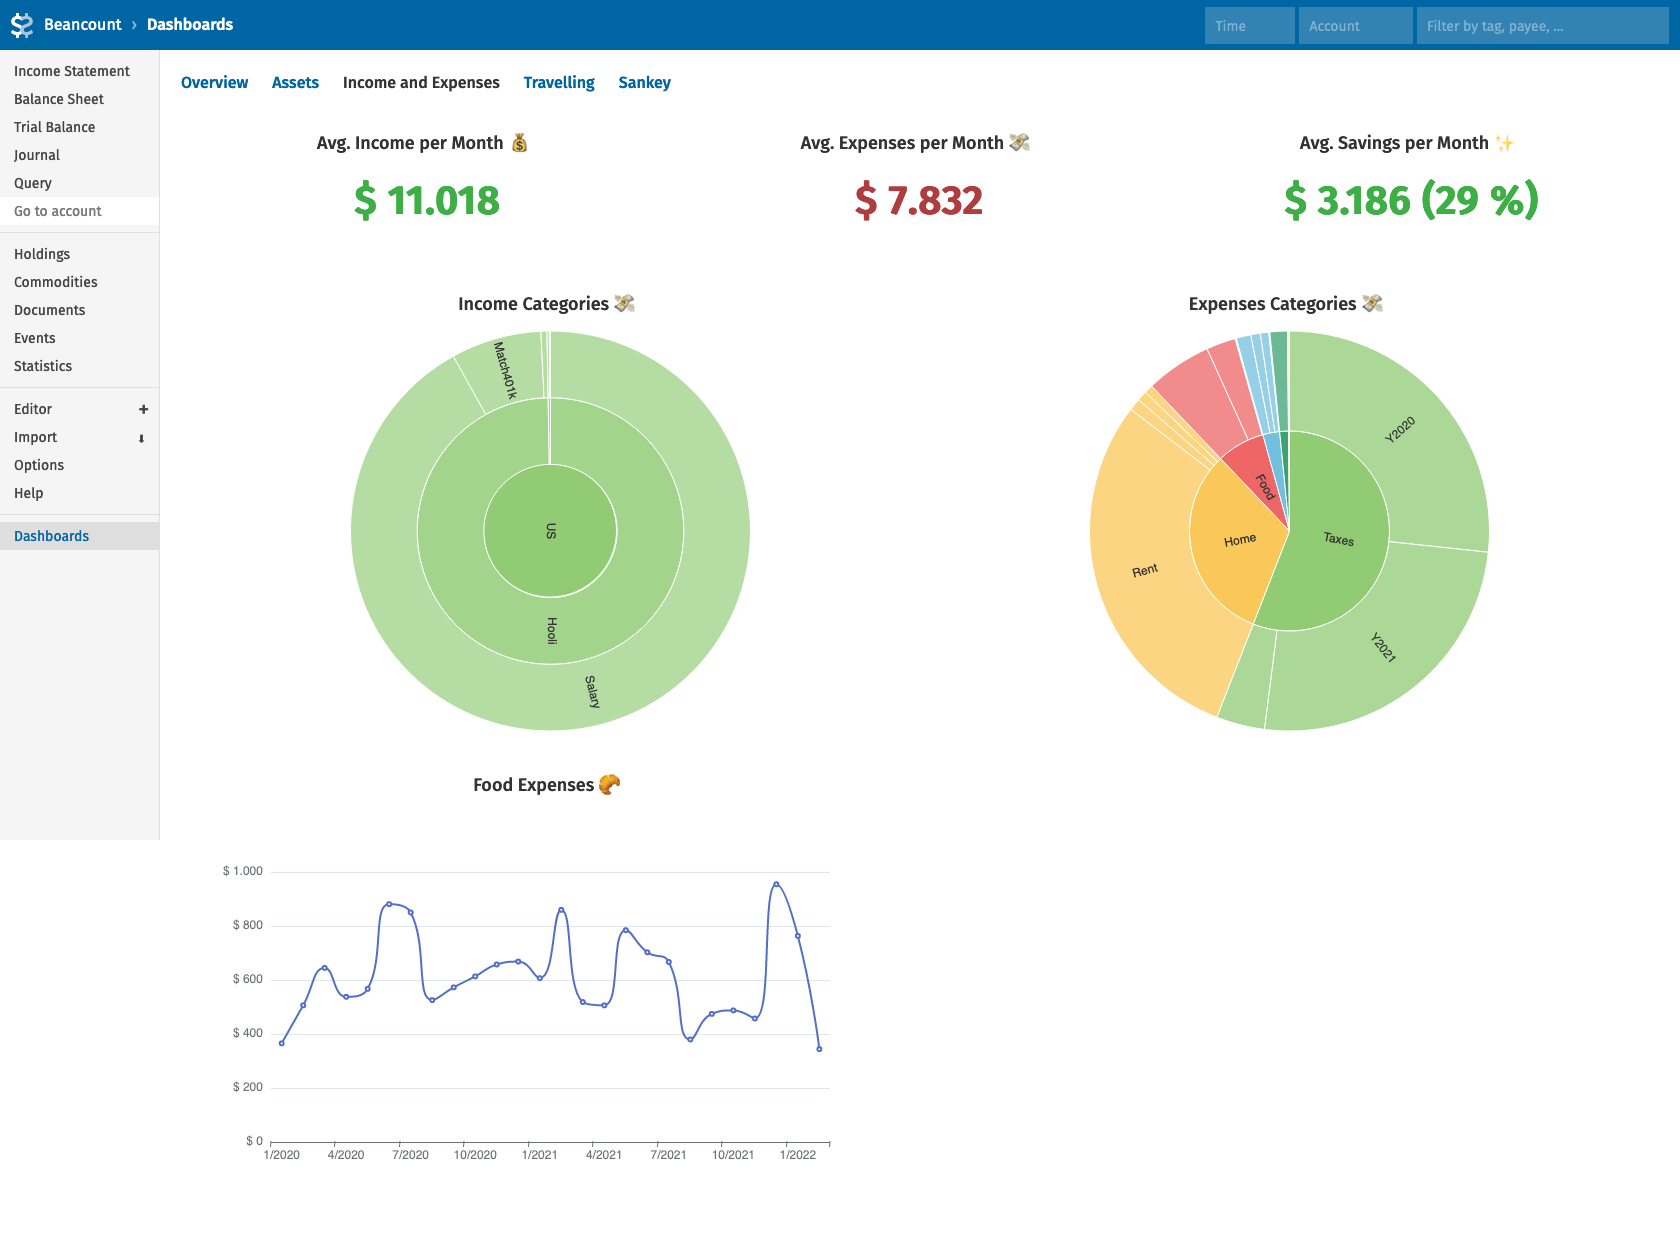 Beancount › Dashboards
Time
Account
Filter by tag, payee, ...
Income Statement
Balance Sheet
Trial Balance
Journal
Query
Go to account
Holdings
Commodities
Documents
Events
Statistics
Editor +
Import ⬇
Options
Help
Dashboards
Overview Assets Income and Expenses Travelling Sankey
Avg. Income per Month 💰
$ 11.018
Avg. Expenses per Month 💸
$ 7.832
Avg. Savings per Month ✨
$ 3.186 (29 %)
Income Categories 💸
Match401k
US
Hooli
Salary
Expenses Categories 💸
Y2020
Food
Home
Taxes
Rent
Y2021
Food Expenses 🥐
$ 1.000
$ 800
$ 600
$ 400
$ 200
$ 0
1/2020 4/2020 7/2020 10/2020 1/2021 4/2021 7/2021 10/2021 1/2022